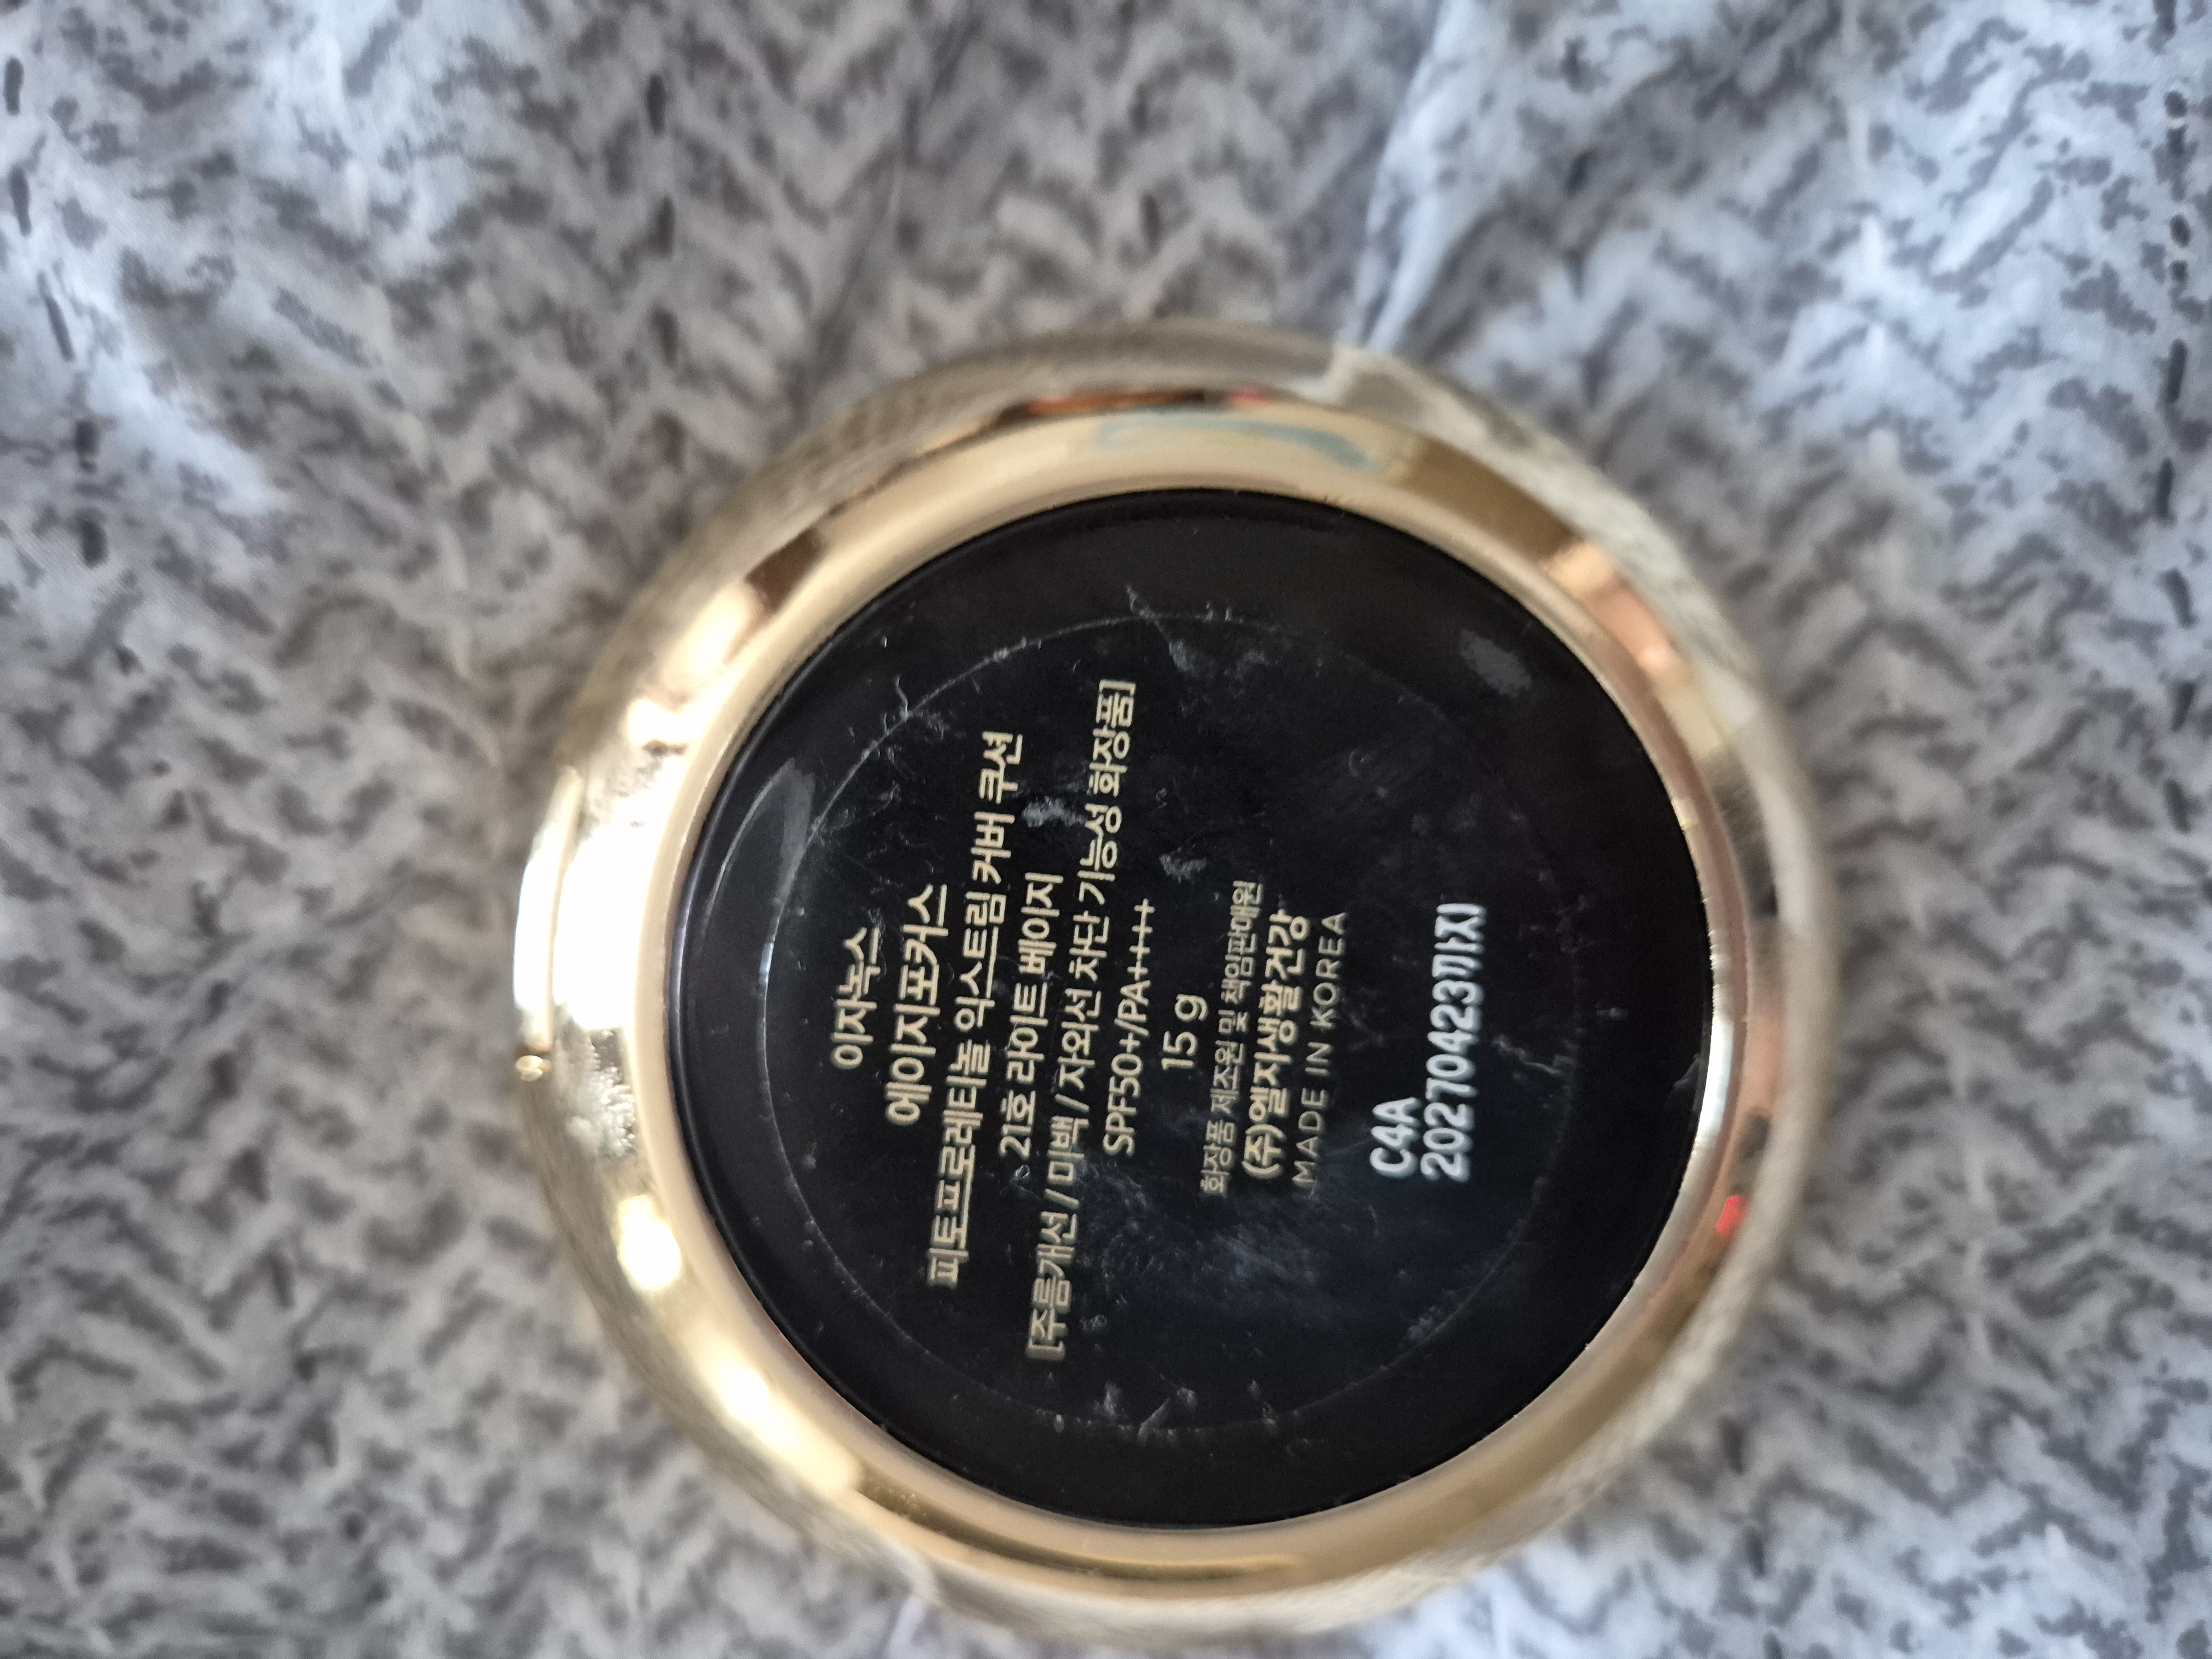 이자녹스
에이지포커스
피토프로레티놀 익스트림 커버 쿠션
21호 라이트 베이지
[주름개선 / 미백 / 자외선 차단 기능성 화장품]
SPF50+/PA++++
15 g
화장품 제조원 및 책임판매원
(주)엘지생활건강
MADE IN KOREA
C4A
20270423까지